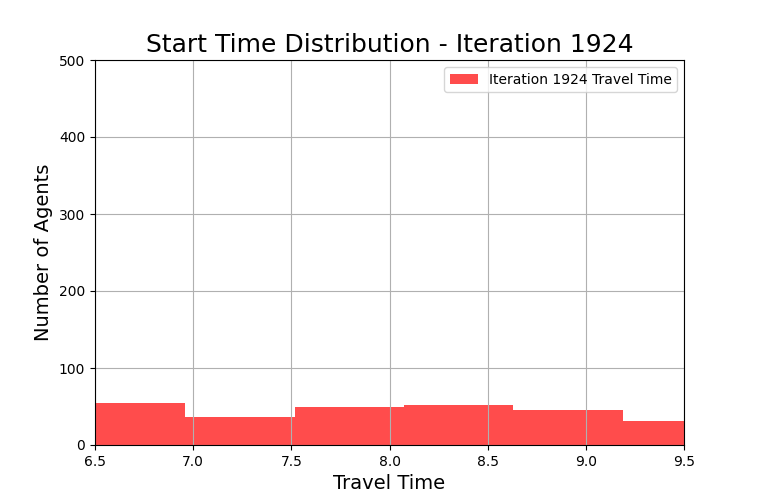 Start Time Distribution - Iteration 1924
Iteration 1924 Travel Time
Number of Agents
500
400
300
200
100
0
6.5 7.0 7.5 8.0 8.5 9.0 9.5
Travel Time